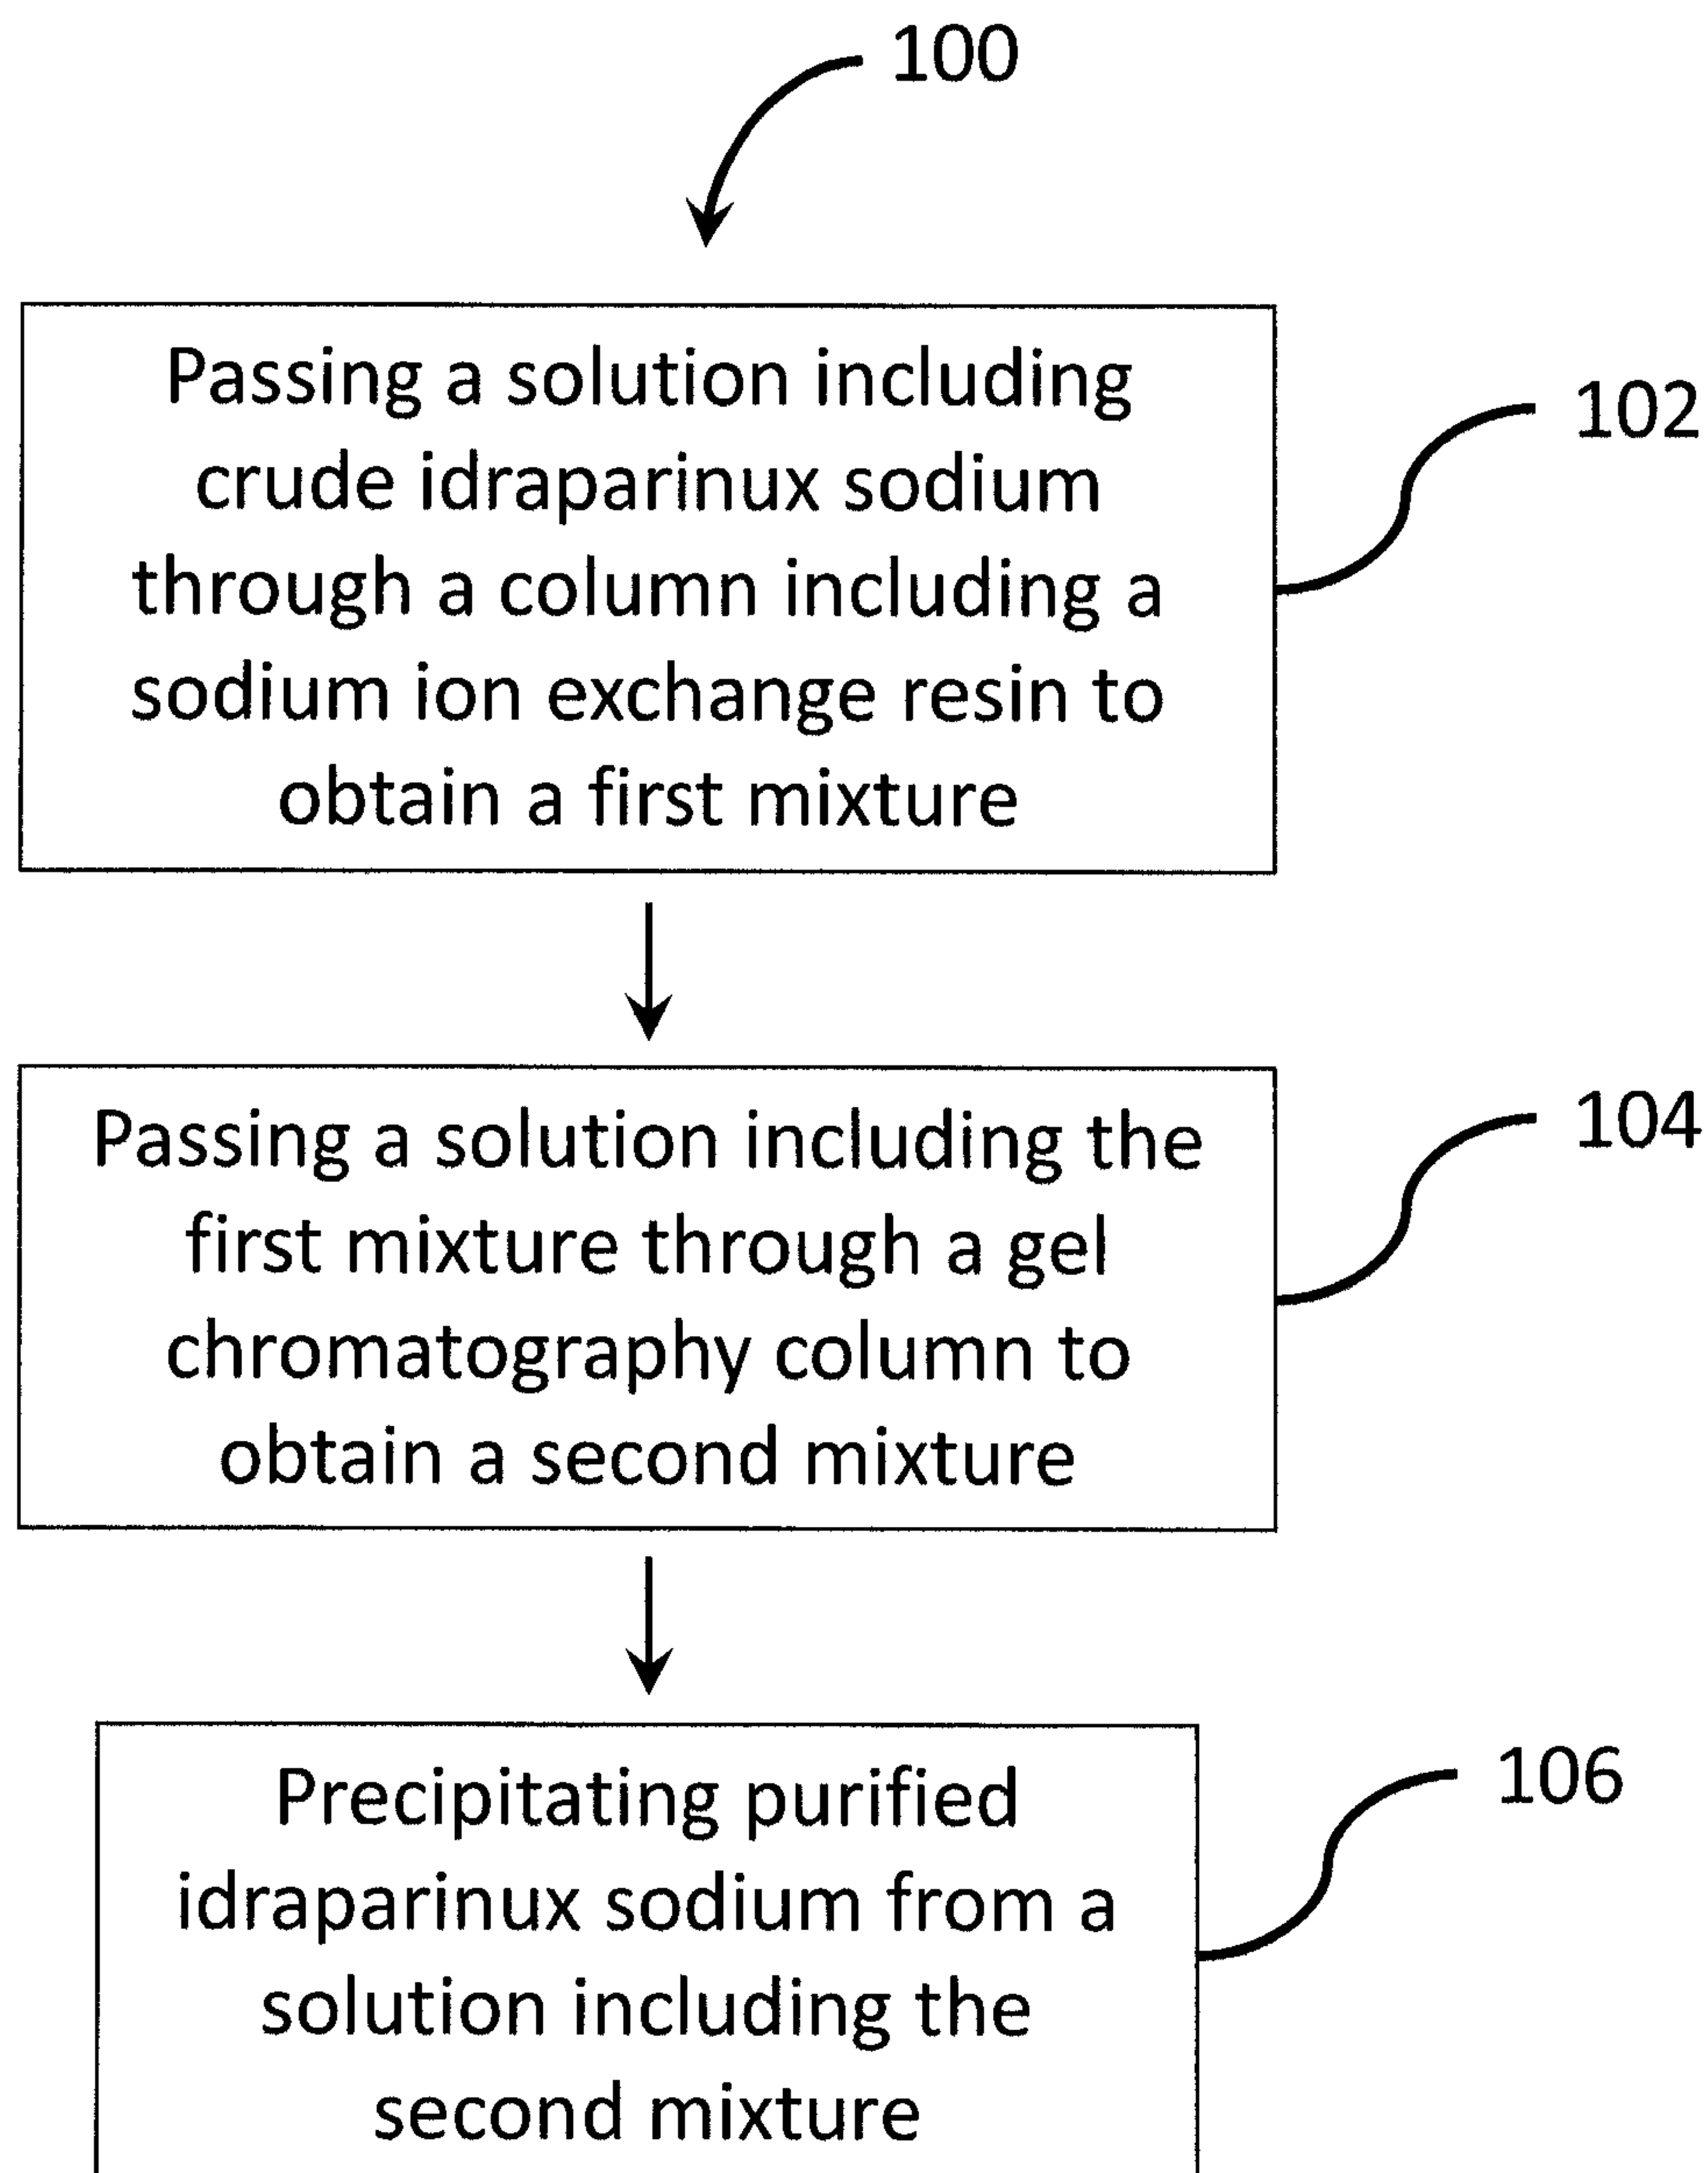 100
Passing a solution including
crude idraparinux sodium
through a column including a
sodium ion exchange resin to
obtain a first mixture
102
Passing a solution including the
first mixture through a gel
chromatography column to
obtain a second mixture
104
Precipitating purified
idraparinux sodium from a
solution including the
second mixture
106